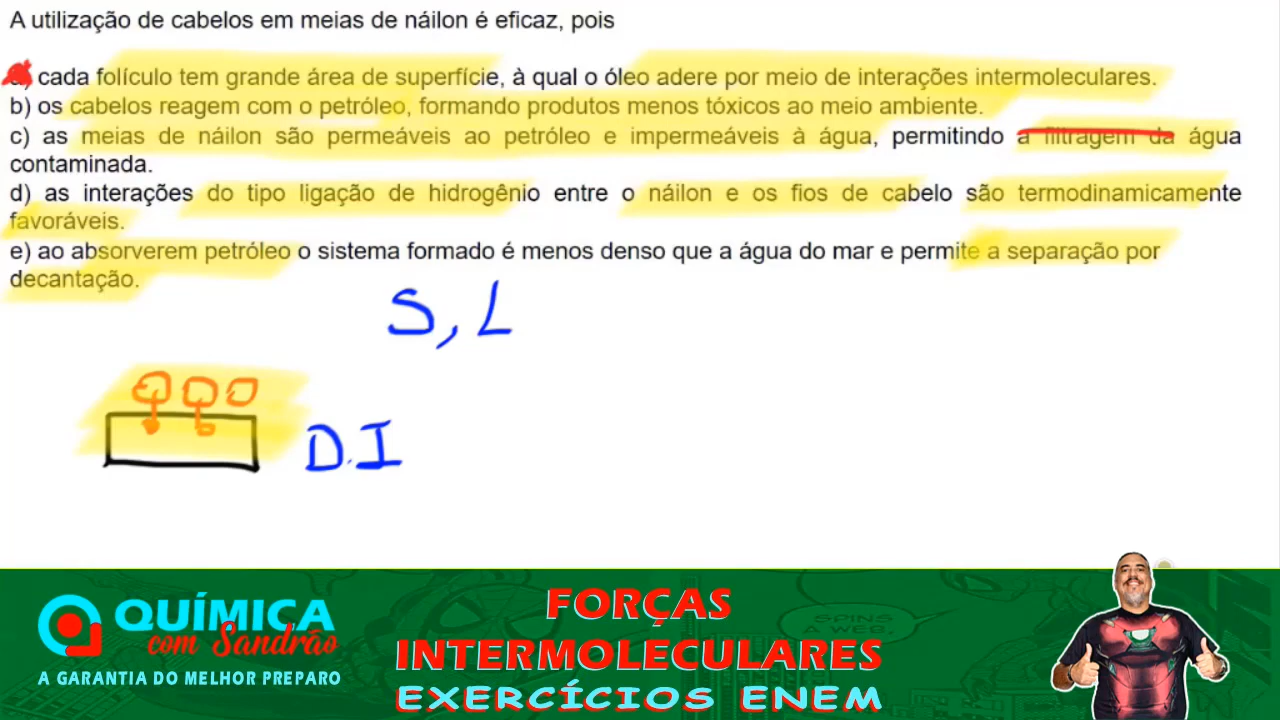 A utilização de cabelos em meias de náilon é eficaz, pois
a) cada folículo tem grande área de superfície, à qual o óleo adere por meio de interações intermoleculares.
b) os cabelos reagem com o petróleo, formando produtos menos tóxicos ao meio ambiente.
c) as meias de náilon são permeáveis ao petróleo e impermeáveis à água, permitindo a filtragem da água
contaminada.
d) as interações do tipo ligação de hidrogênio entre o náilon e os fios de cabelo são termodinamicamente
favoráveis.
e) ao absorverem petróleo o sistema formado é menos denso que a água do mar e permite a separação por
decantação.
S, L
D.I
QUÍMICA
com Sandrão
A GARANTIA DO MELHOR PREPARO
FORÇAS
INTERMOLECULARES
EXERCÍCIOS ENEM
SPINS
A WEB,